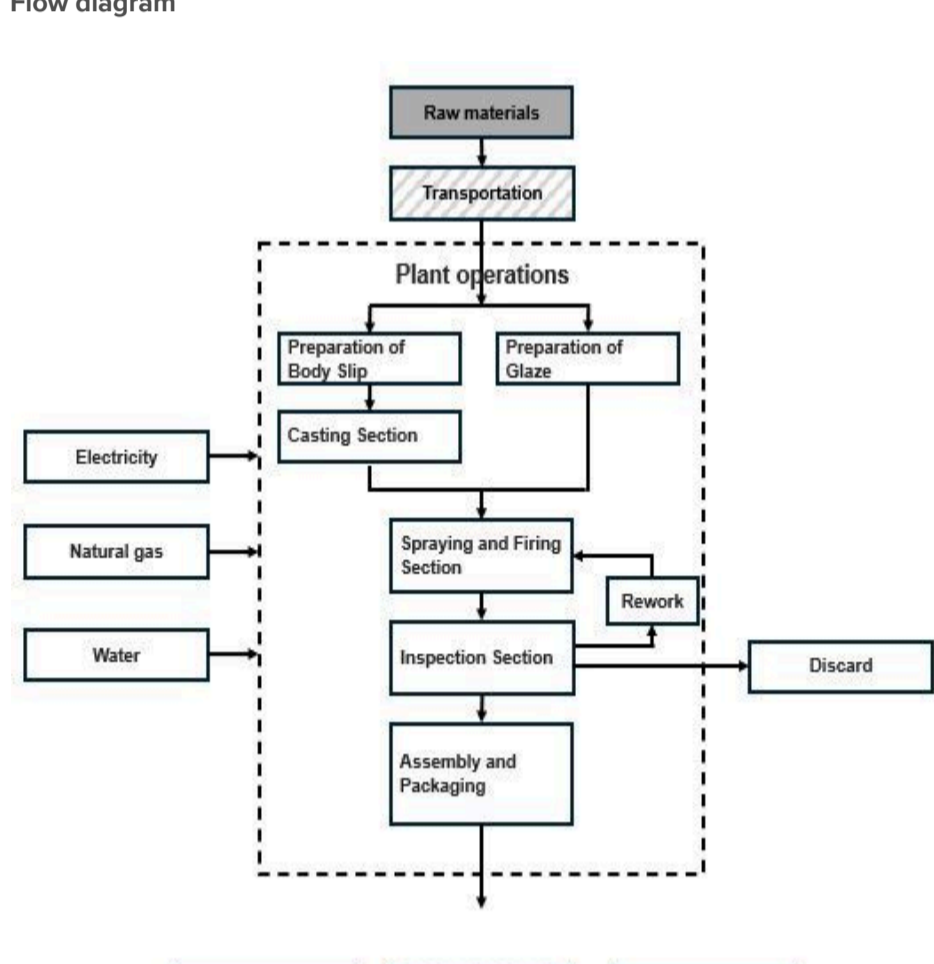 Flow diagram
Raw materials
Transportation
Plant operations
Preparation of
Body Slip
Preparation of
Glaze
Casting Section
Electricity
Spraying and Firing
Section
Natural gas
Rework
Inspection Section
Water
Discard
Assembly and
Packaging